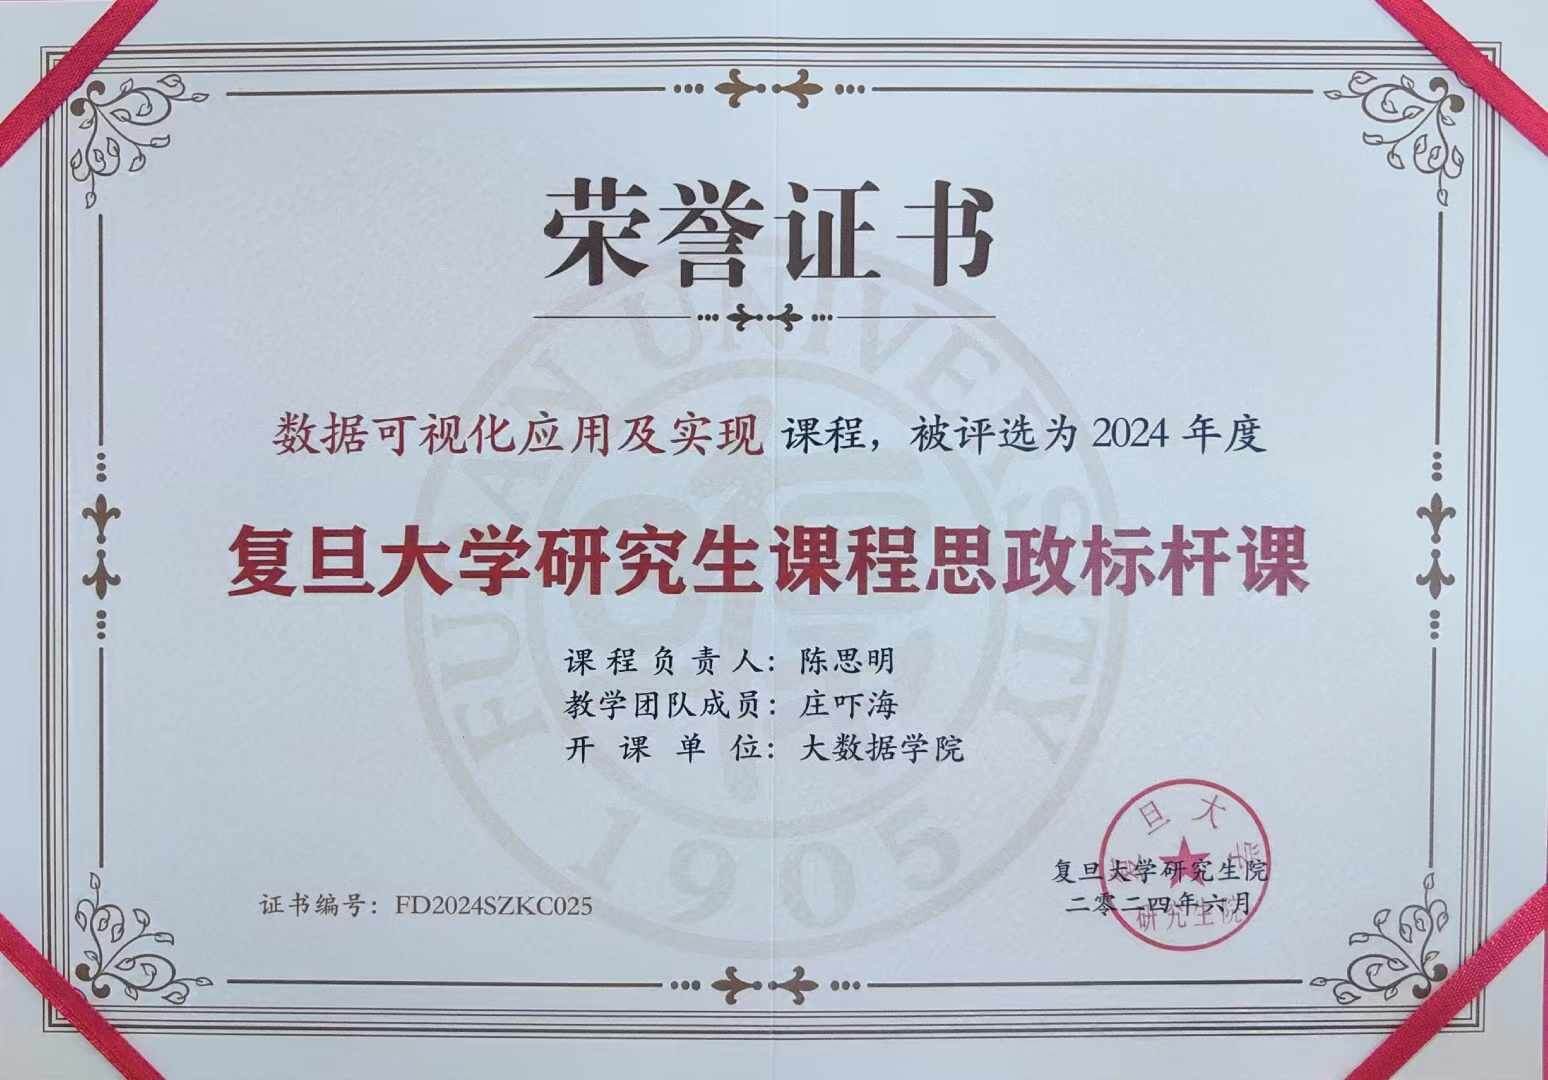 荣誉证书
数据可视化应用及实现 课程，被评选为 2024 年度
复旦大学研究生课程思政标杆课
课程负责人：陈思明
教学团队成员：庄吓海
开课单位：大数据学院
证书编号：FD2024SZKC025
复旦大学研究生院
二零二四年六月
复旦大学
研究生院
FUDAN UNIVERSITY
1905